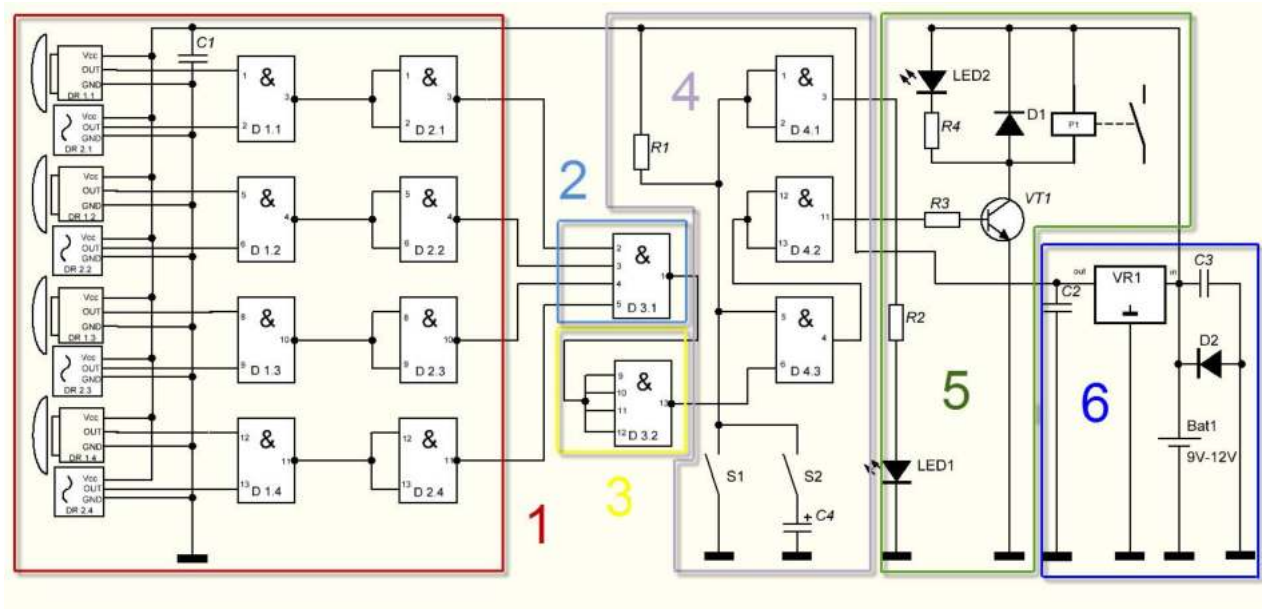 Vcc
OUT
GND
DR 1.1
Vcc
OUT
GND
DR 2.1
Vcc
OUT
GND
DR 1.2
Vcc
OUT
GND
DR 2.2
Vcc
OUT
GND
DR 1.3
Vcc
OUT
GND
DR 2.3
Vcc
OUT
GND
DR 1.4
Vcc
OUT
GND
DR 2.4
C1
1
&
3
2
D 1.1
1
&
3
2
D 2.1
5
&
4
6
D 1.2
5
&
4
6
D 2.2
8
&
10
9
D 1.3
8
&
10
9
D 2.3
12
&
11
13
D 1.4
12
&
11
13
D 2.4
1
2
2
&
3
1
4
5
D 3.1
9
&
10
11
13
12
D 3.2
3
4
R1
1
&
3
2
D 4.1
12
&
11
13
D 4.2
5
&
4
6
D 4.3
S1
S2
+
C4
LED2
R4
D1
P1
R3
VT1
R2
LED1
5
out
VR1
in
C2
C3
D2
6
Bat1
9V-12V